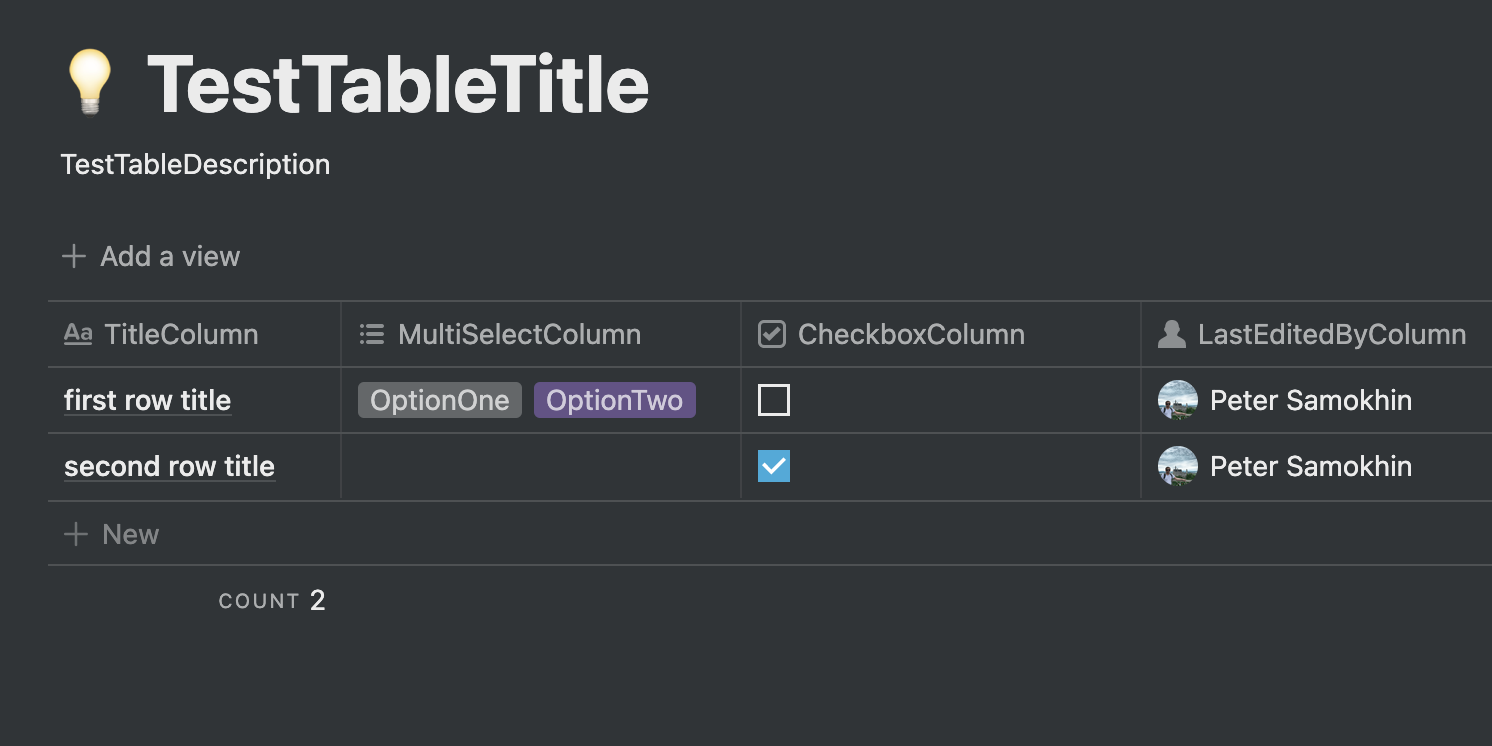 TestTableTitle
TestTableDescription
Add a view
Aa TitleColumn MultiSelectColumn CheckboxColumn LastEditedByColumn
first row title OptionOne OptionTwo Peter Samokhin
second row title Peter Samokhin
New
COUNT 2